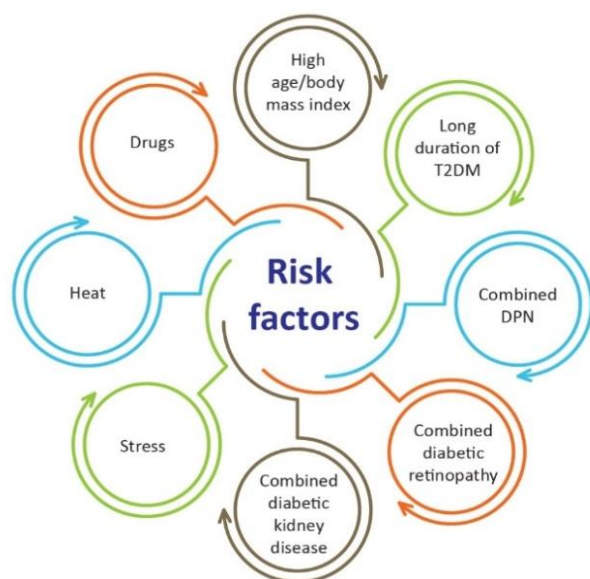 High
age/body
mass index
Long
duration of
T2DM
Combined
DPN
Combined
diabetic
retinopathy
Combined
diabetic
kidney
disease
Stress
Heat
Drugs
Risk
factors